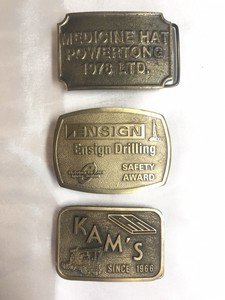 MEDICINE HAT
POWERTONG
1978 LTD.
ENSIGN
Ensign Drilling
SAFETY
AWARD
KAM'S
SINCE 1966